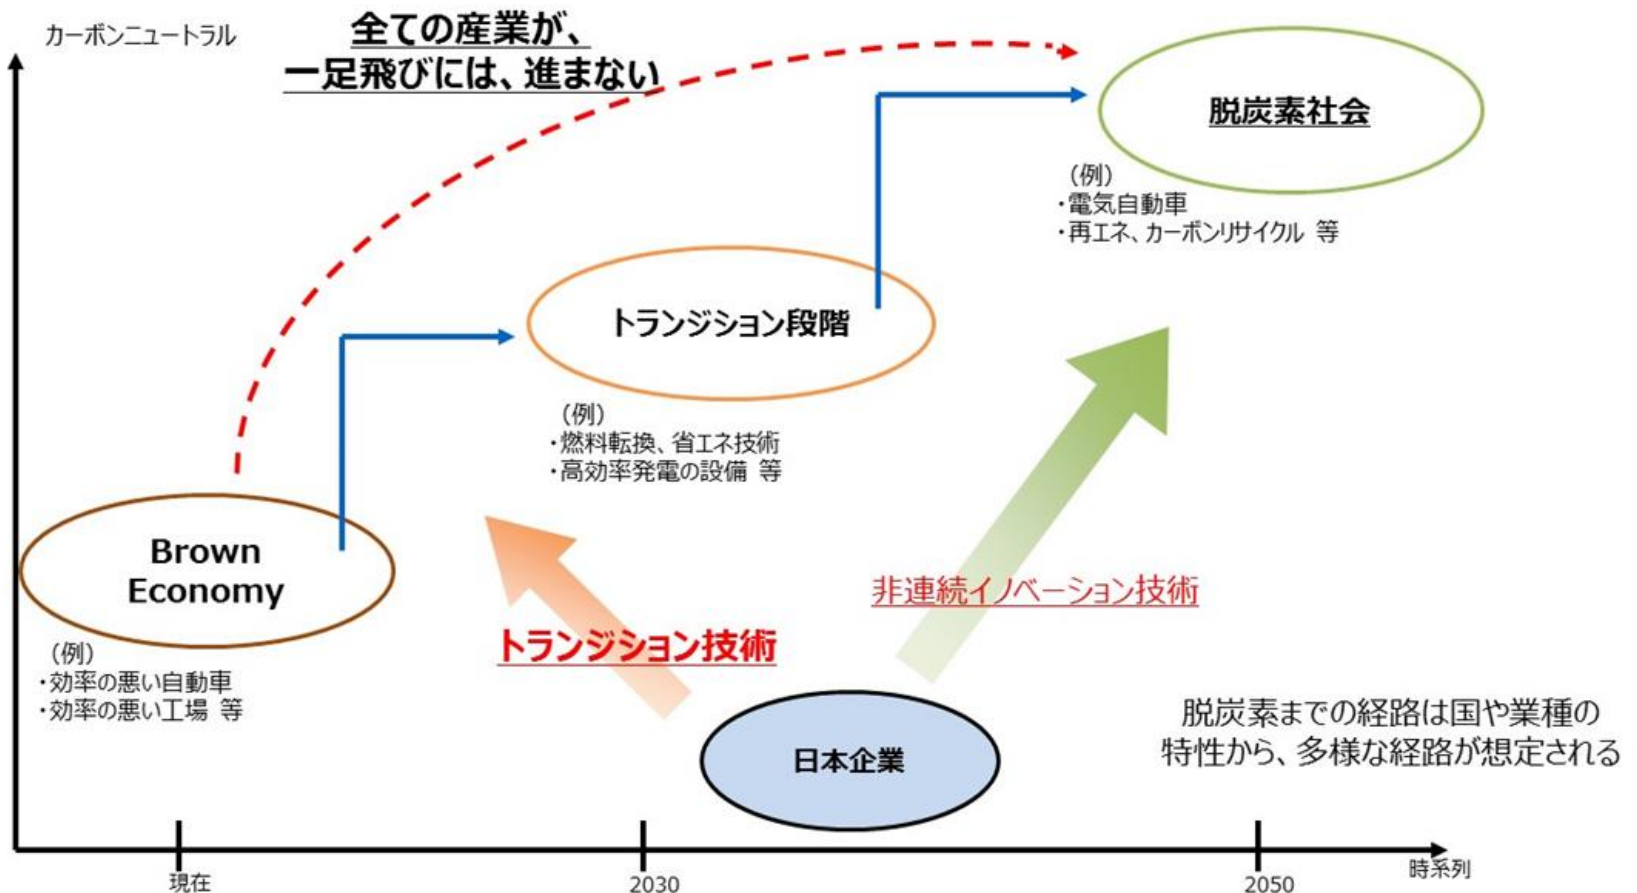 カーボンニュートラル
全ての産業が、
一足飛びには、進まない
脱炭素社会
（例）
・電気自動車
・再エネ、カーボンリサイクル 等
トランジション段階
（例）
・燃料転換、省エネ技術
・高効率発電の設備 等
Brown
Economy
（例）
・効率の悪い自動車
・効率の悪い工場 等
非連続イノベーション技術
トランジション技術
日本企業
脱炭素までの経路は国や業種の
特性から、多様な経路が想定される
現在
2030
2050
時系列